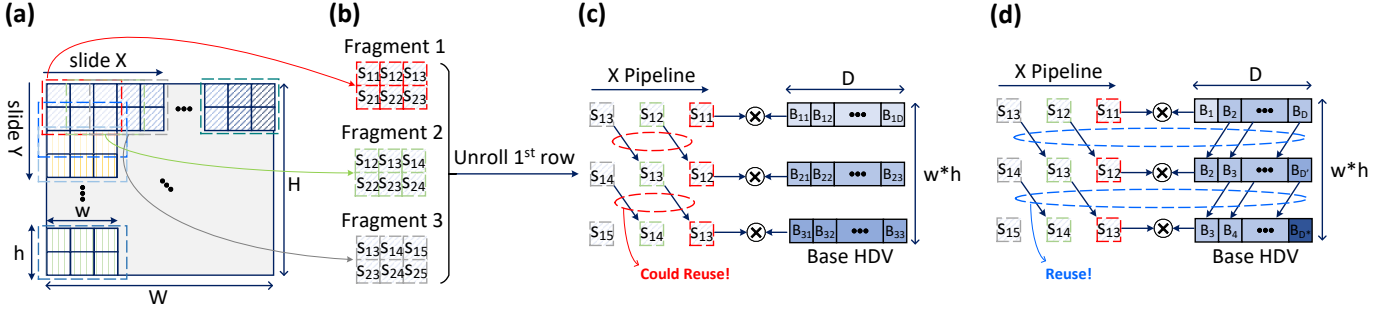 (a)
slide X
slide Y
•••
•••
•••
H
w
h
W
(b)
Fragment 1
S11 S12 S13
S21 S22 S23
Fragment 2
S12 S13 S14
S22 S23 S24
Fragment 3
S13 S14 S15
S23 S24 S25
Unroll 1st row
(c)
X Pipeline
D
S13 S12 S11 B11 B12 ••• B1D
S14 S13 S12 B21 B22 ••• B23
w*h
S15 S14 S13 B31 B32 ••• B33
Could Reuse!
Base HDV
(d)
X Pipeline
D
S13 S12 S11 B1 B2 ••• BD
S14 S13 S12 B2 B3 ••• BD'
w*h
S15 S14 S13 B3 B4 ••• BD*
Reuse!
Base HDV